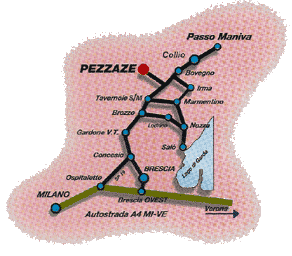 Passo Maniva
Collio
PEZZAZE
Bovegno
Irma
Tavernole S/M
Marmentino
Brozzo
Lodrino
Nozza
Gardone V.T.
Salò
Lago di Garda
Concesio
BRESCIA
Ospitaletto
SP 19
MILANO
Brescia OVEST
Verona
Autostrada A4 MI-VE